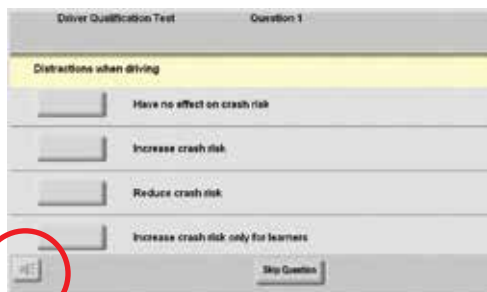 Driver Qualification Test Question 1
Distractions when driving
Have no effect on crash risk
Increase crash risk
Reduce crash risk
Increase crash risk only for learners
Skip Question